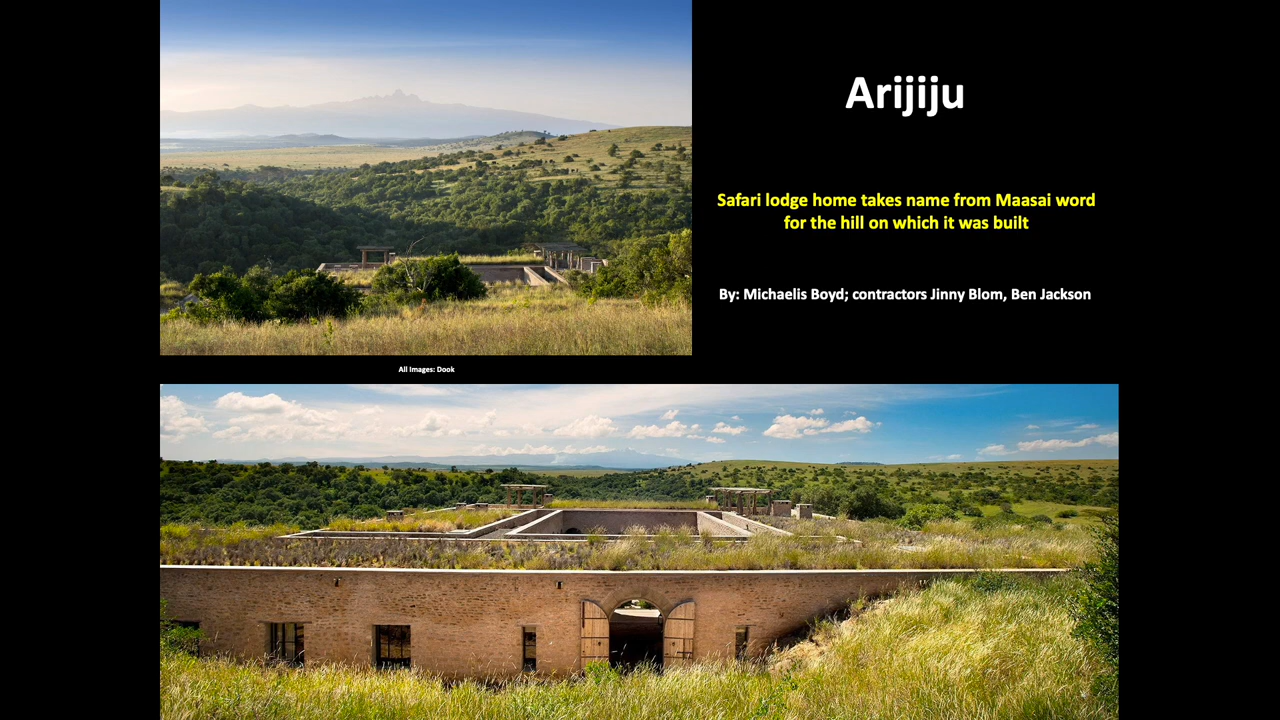 Arijiju
Safari lodge home takes name from Maasai word
for the hill on which it was built
By: Michaelis Boyd; contractors Jinny Blom, Ben Jackson
All Images: Dook